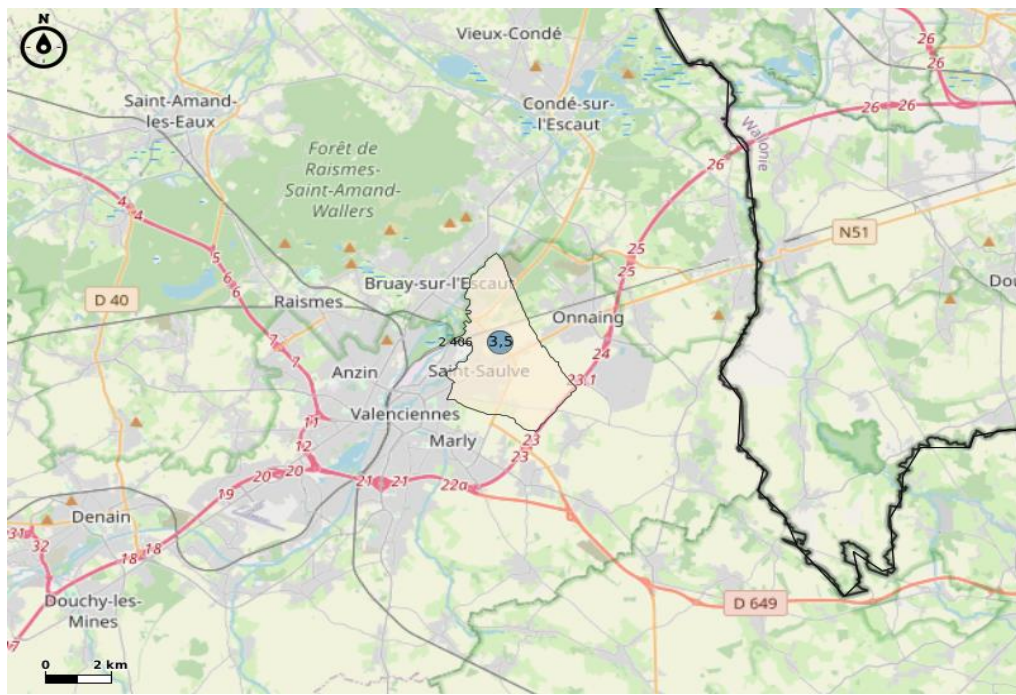 N
Vieux-Condé
26
26
Saint-Amand-
les-Eaux
Condé-sur-
l'Escaut
26
26
Wallonie
26
Forêt de
Raismes-
Saint-Amand-
Wallers
4
4
5
6
6
25
25
N51
D 40
Raismes
Bruay-sur-l'Escaut
Onnaing
Dou
7
7
2 406
3,5
24
Anzin
Saint-Saulve
23.1
11
Valenciennes
12
Marly
23
23
20
20
21
21
22a
19
Denain
31
32
18
18
Douchy-les-
Mines
D 649
0
2 km